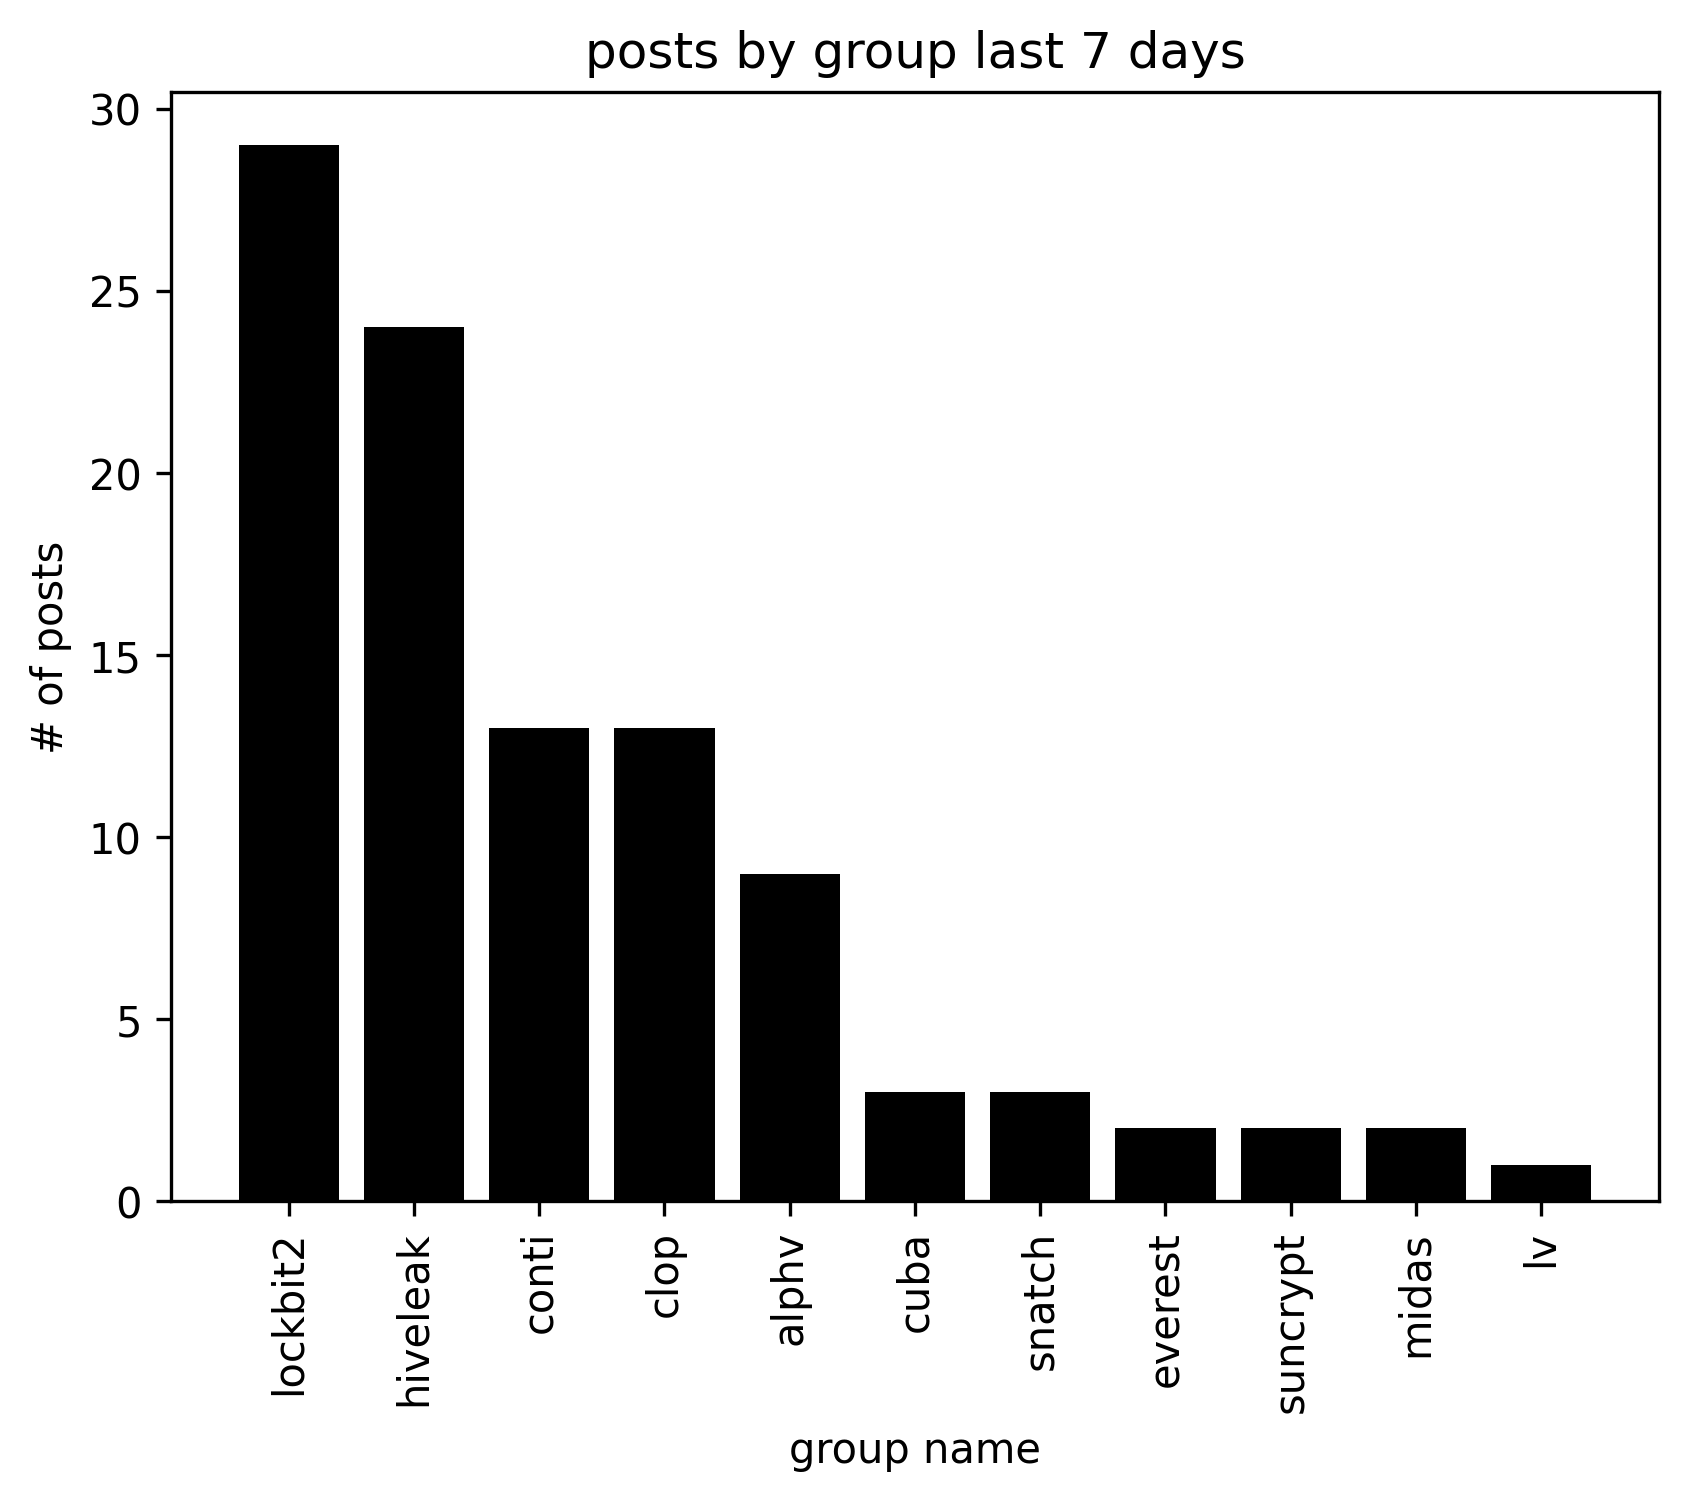 posts by group last 7 days
30
25
20
15
10
5
0
# of posts
lockbit2
hiveleak
conti
clop
alphv
cuba
snatch
everest
suncrypt
midas
lv
group name